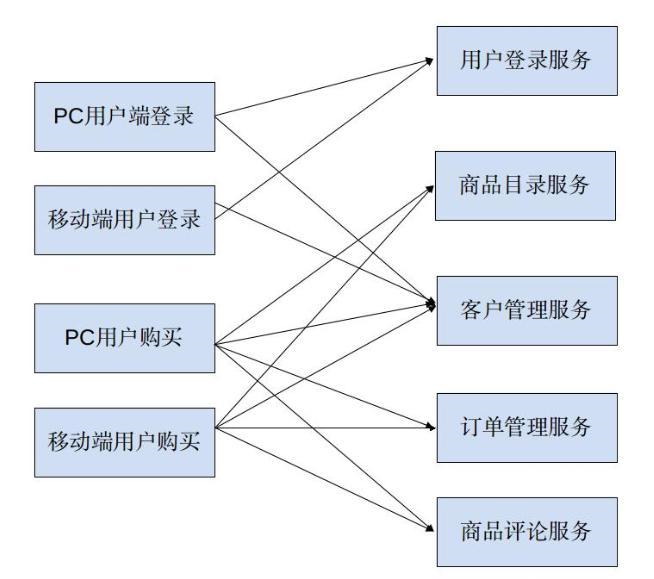 PC用户端登录
移动端用户登录
PC用户购买
移动端用户购买
用户登录服务
商品目录服务
客户管理服务
订单管理服务
商品评论服务